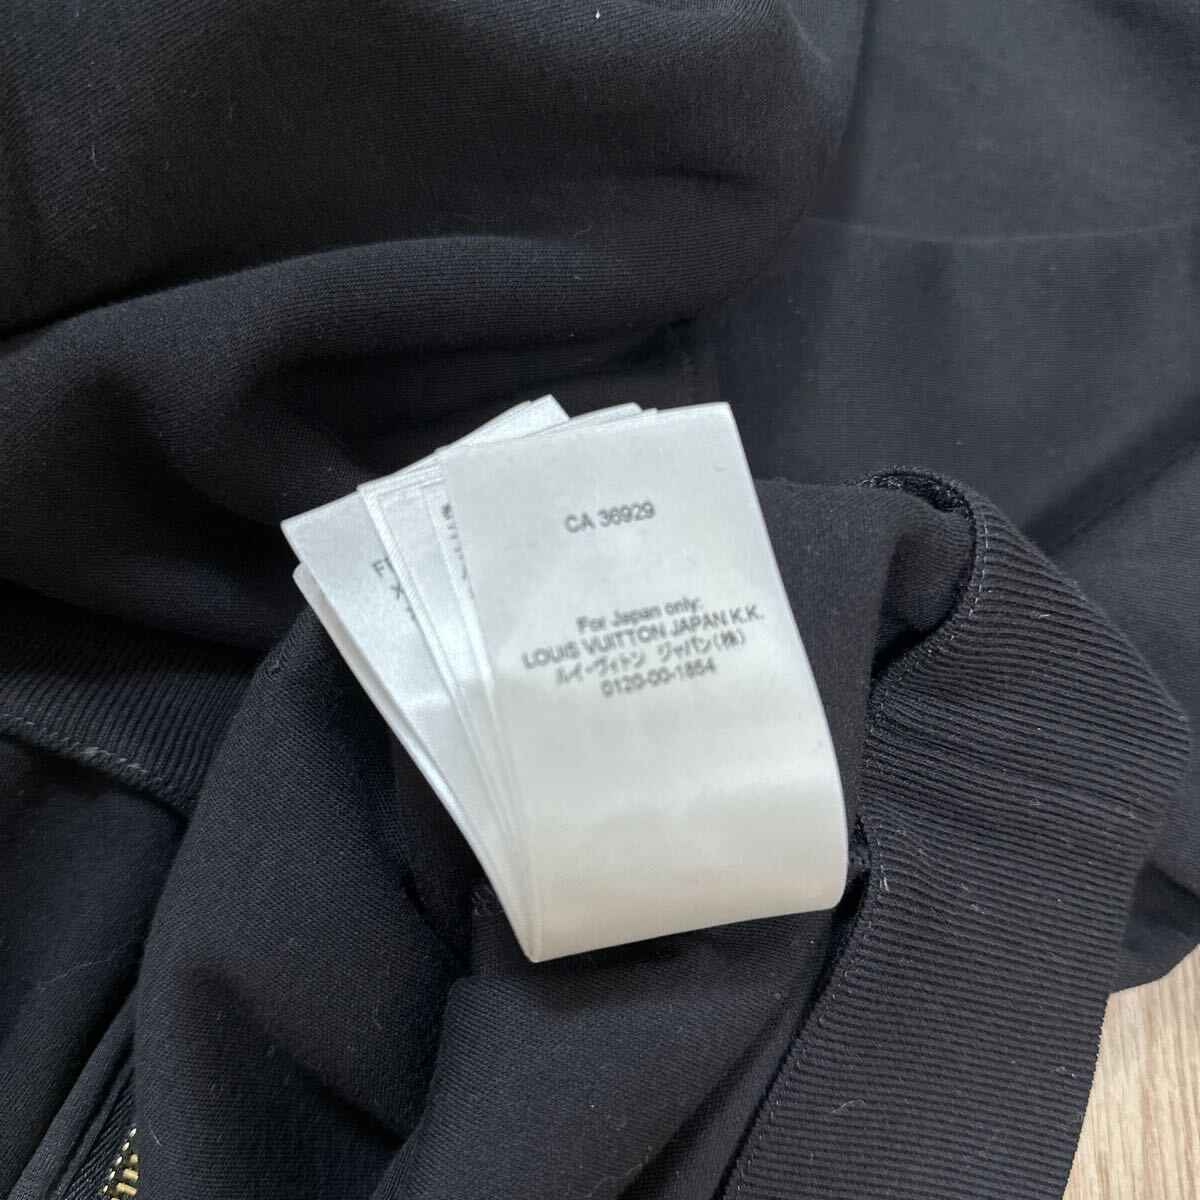 CA 36929
For Japan only:
LOUIS VUITTON JAPAN K.K.
ルイ・ヴィトン ジャパン(株)
0120-00-1854